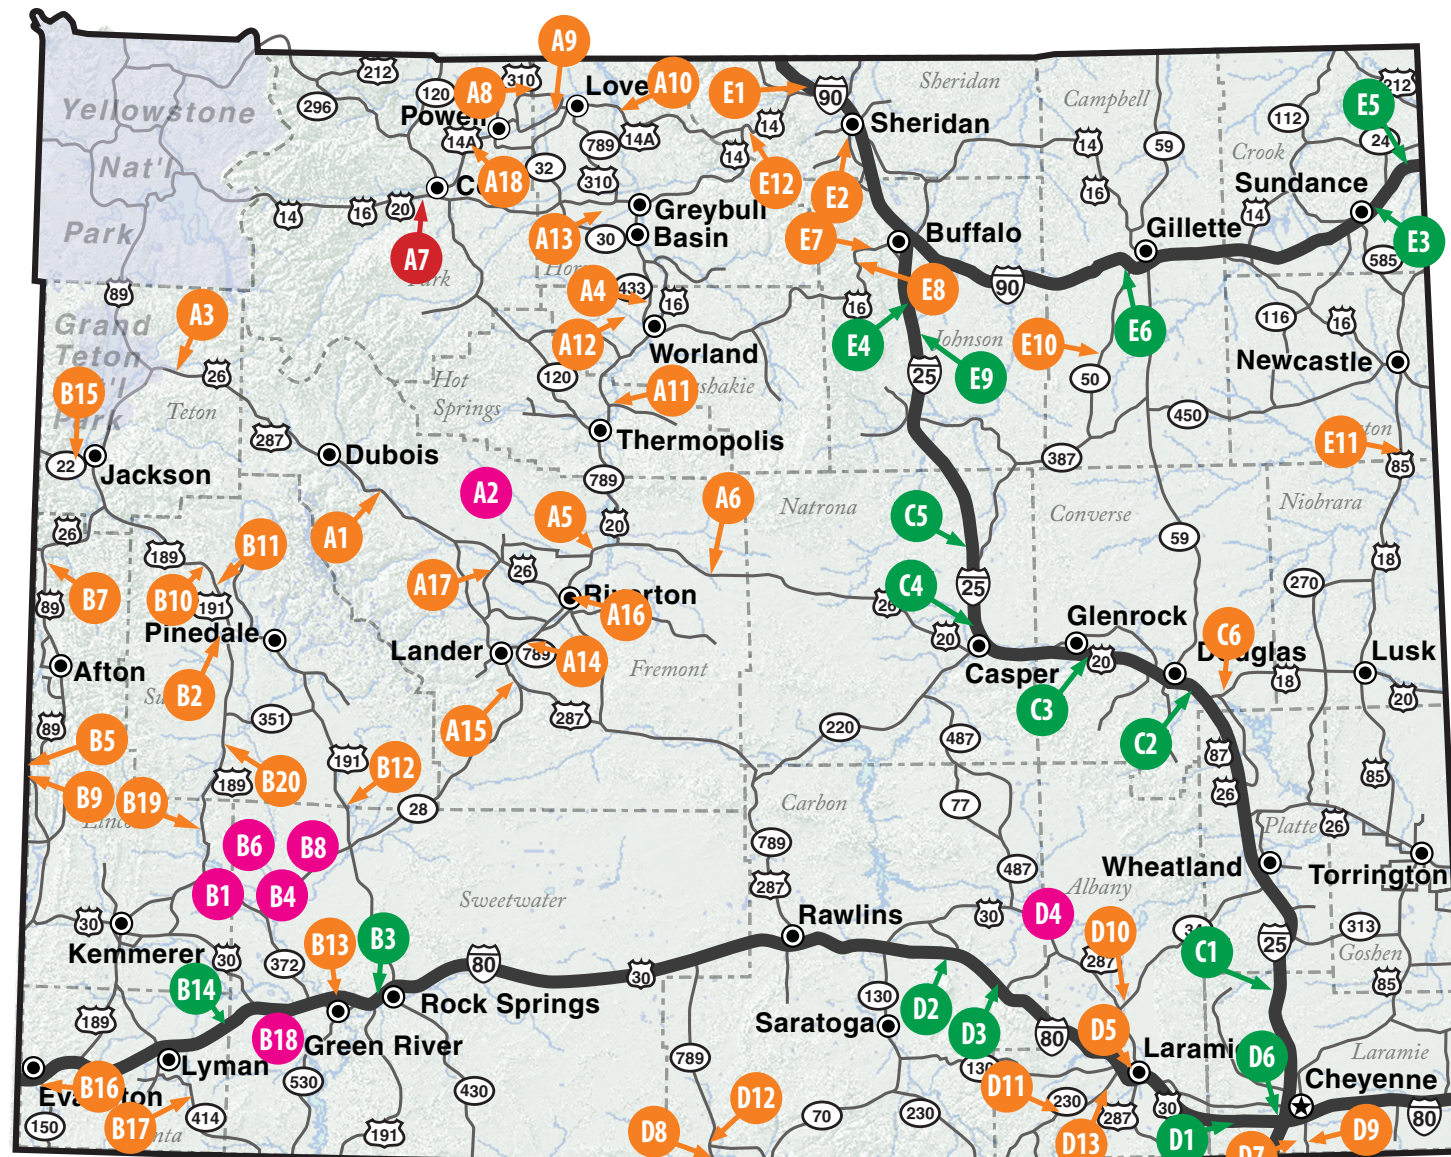 A9
212
310
Love
A10
E1
90
Sheridan
212
120
A8
296
Campbell
E5
Yellowstone
Powell
14A
789
14A
14
Sheridan
112
14
59
24
Nat'l
32
14
Crook
A18
310
E12
E2
16
Sundance
14
16
20
Greybull
14
Park
A13
30
Basin
E7
Buffalo
Gillette
E3
A7
Park
585
89
A4
433
16
E8
90
A3
16
Grand
A12
E4
Johnson
E10
E6
116
16
Teton
Worland
Newcastle
26
120
25
E9
50
B15
Hot
Springs
A11
Park
Teton
450
287
Thermopolis
E11
22
Dubois
387
85
Jackson
789
A2
A6
Natrona
Converse
Niobrara
26
A5
20
C5
A1
59
18
189
B11
B7
B10
A17
26
25
270
89
191
Riverton
A16
26
C4
Glenrock
Pinedale
20
C6
Afton
Lander
789
A14
Fremont
Casper
20
Douglas
Lusk
B2
18
20
89
351
A15
287
C3
C2
B5
220
487
87
191
B12
85
B9
B19
189
B20
26
28
77
Carbon
Platte
26
B6
B8
789
Wheatland
Torrington
B1
B4
287
487
Albany
Sweetwater
30
D4
30
Rawlins
D10
34
313
Kemmerer
B13
B3
C1
25
30
372
80
287
Goshen
30
85
B14
Rock Springs
130
D2
189
B18
Green River
Saratoga
D3
80
D5
Laramie
D6
Laramie
Lyman
789
130
Cheyenne
B16
530
430
D11
230
287
30
Evanston
D12
80
150
B17
414
191
D8
70
230
D13
D1
D7
D9